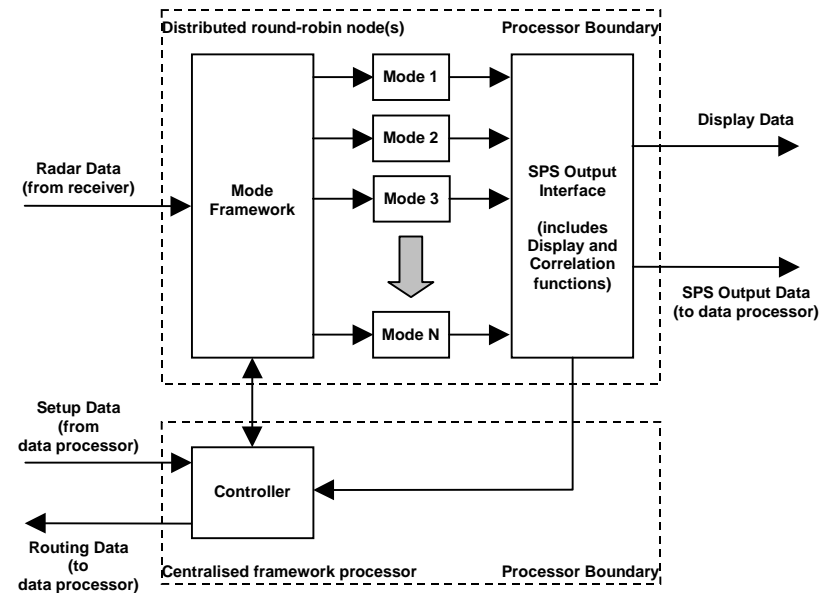 Distributed round-robin node(s)
Processor Boundary
Mode 1
Display Data
Mode 2
Radar Data
(from receiver)
Mode
Framework
Mode 3
SPS Output
Interface
(includes
Display and
Correlation
functions)
SPS Output Data
(to data processor)
Mode N
Setup Data
(from
data processor)
Controller
Routing Data
(to
data processor)
Centralised framework processor
Processor Boundary